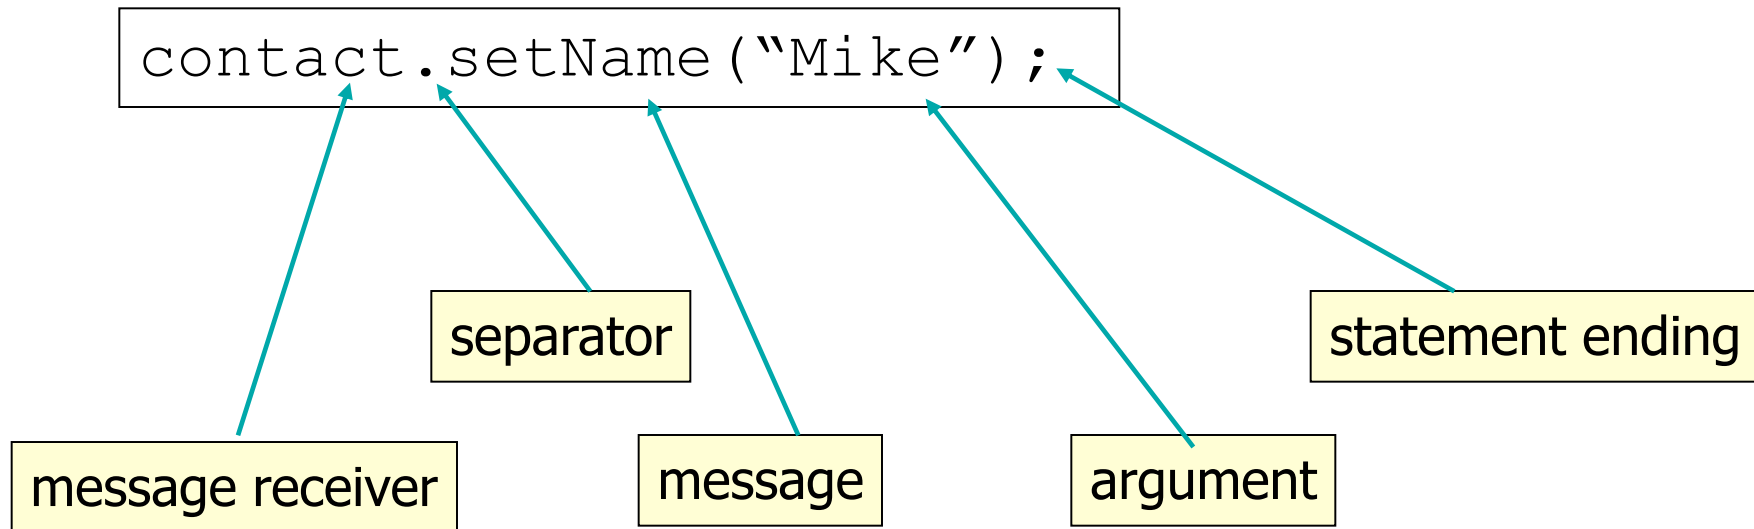 contact.setName(“Mike”);
separator
statement ending
message receiver
message
argument